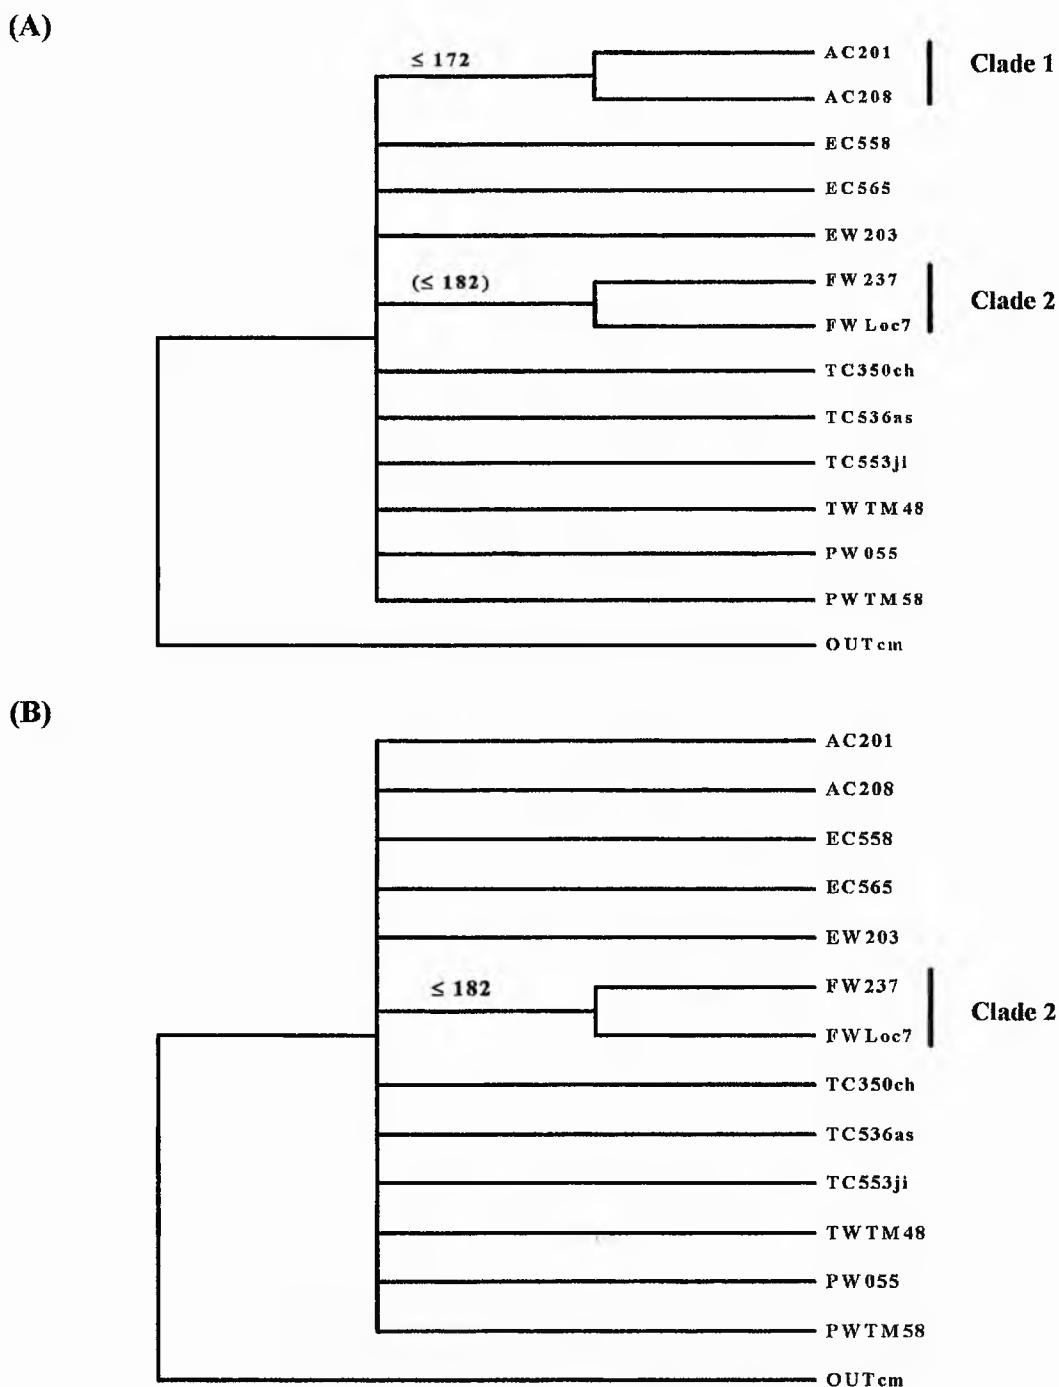 (A)
≤ 172
AC201
Clade 1
AC208
EC558
EC565
EW203
(≤ 182)
FW237
Clade 2
FWLoc7
TC350ch
TC536as
TC553ji
TWTM48
PW055
PWTM58
OUTcm
(B)
AC201
AC208
EC558
EC565
EW203
≤ 182
FW237
Clade 2
FWLoc7
TC350ch
TC536as
TC553ji
TWTM48
PW055
PWTM58
OUTcm